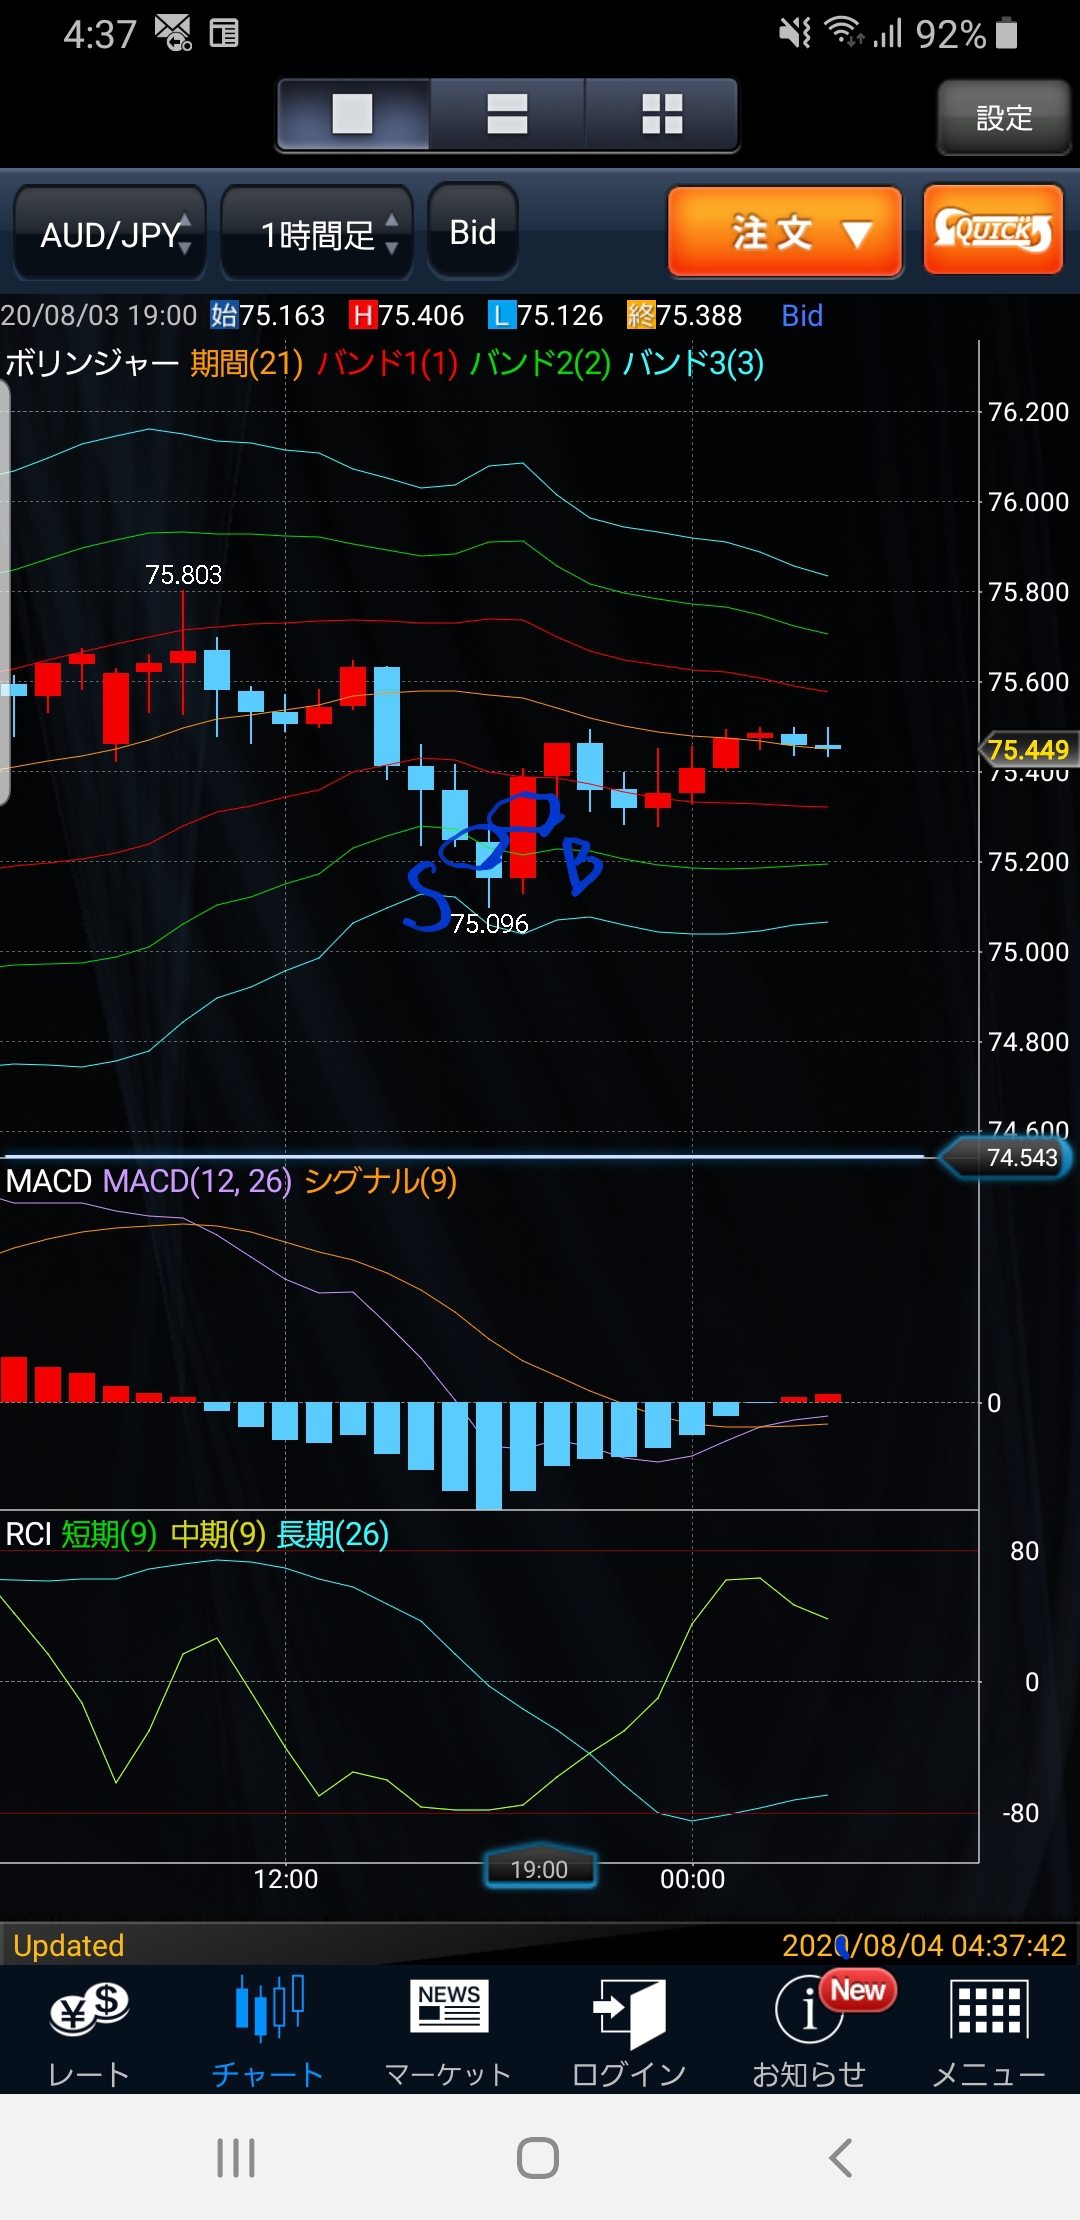 4:37 92%
設定
AUD/JPY 1時間足 Bid 注文 ▼ QUICK
20/08/03 19:00 始75.163 H75.406 L75.126 終75.388 Bid
ボリンジャー 期間(21) バンド1(1) バンド2(2) バンド3(3)
76.200
76.000
75.803
75.800
75.600
75.449
75.400
75.200
S B
75.096
75.000
74.800
74.600
74.543
MACD MACD(12, 26) シグナル(9)
0
RCI 短期(9) 中期(9) 長期(26)
80
0
-80
12:00 19:00 00:00
Updated 2020/08/04 04:37:42
¥$ NEWS i New
レート チャート マーケット ログイン お知らせ メニュー